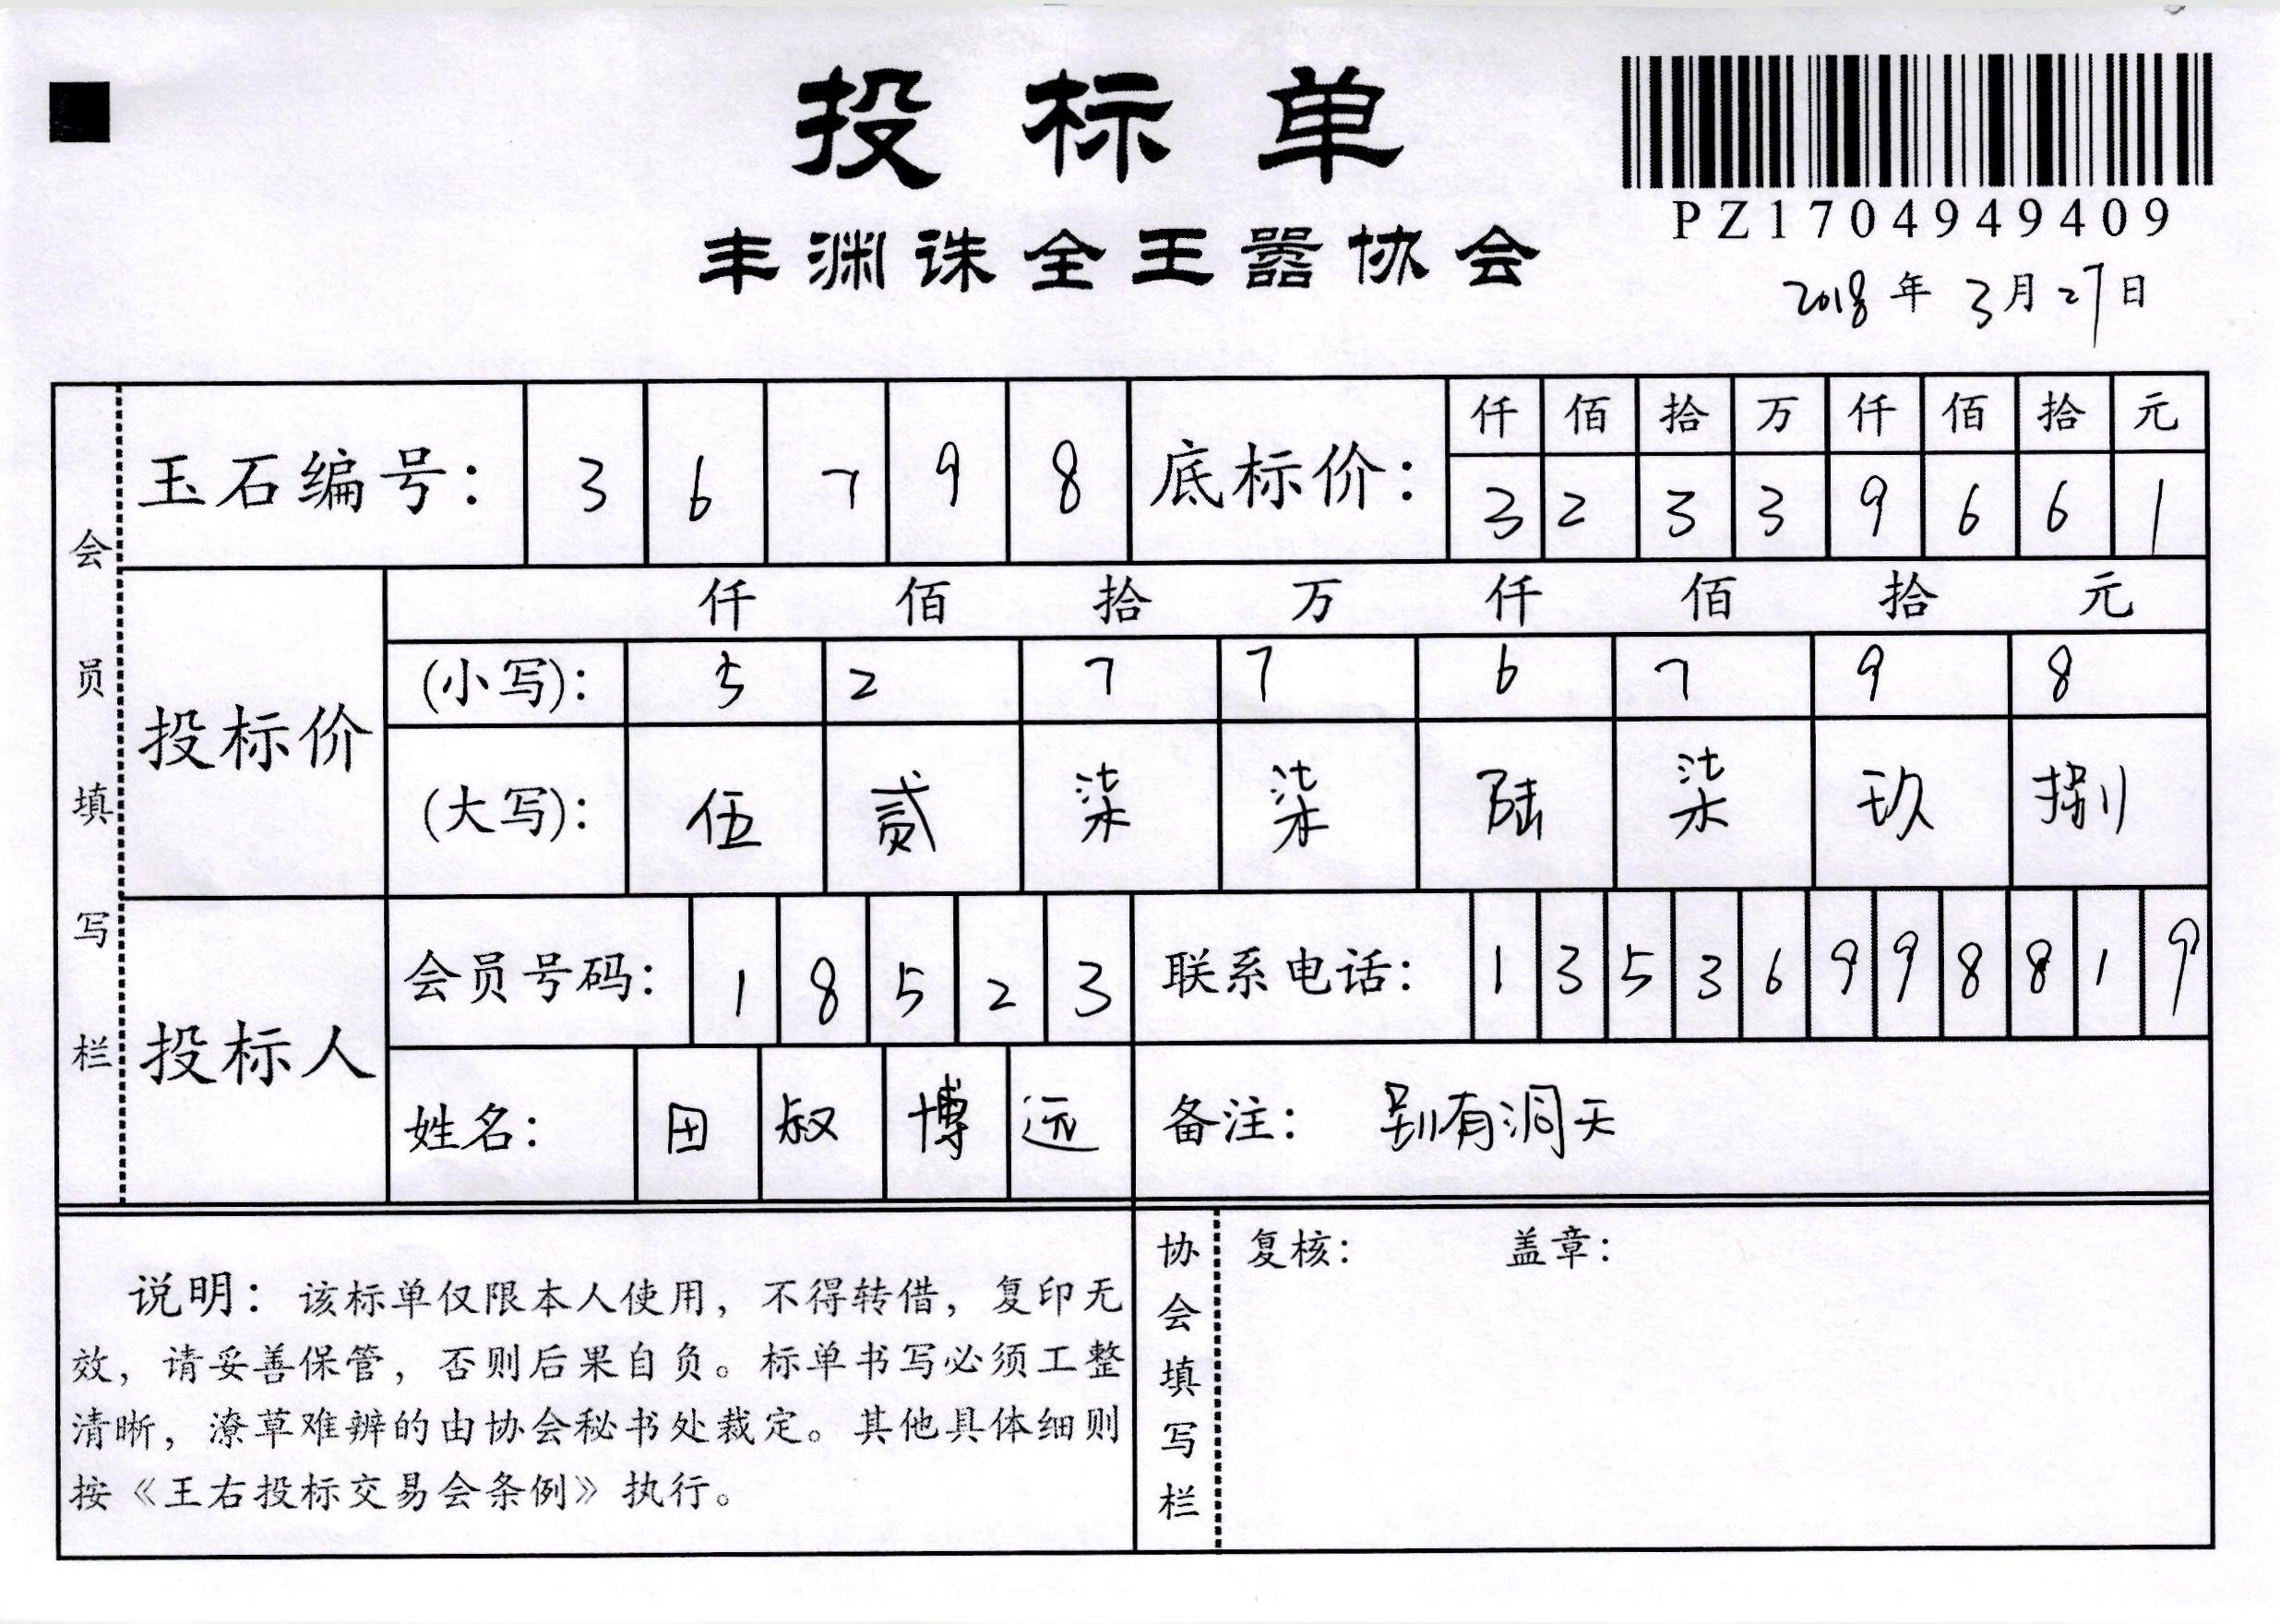 投标单
PZ1704949409
丰渊诛全王嚣协会
2018年3月27日
会员填写栏
玉石编号: 3 6 7 9 8
底标价: 仟 佰 拾 万 仟 佰 拾 元
3 2 3 3 9 6 6 1
投标价
仟 佰 拾 万 仟 佰 拾 元
(小写): 5 2 7 7 6 7 9 8
(大写): 伍 贰 柒 柒 陆 柒 玖 捌
投标人
会员号码: 1 8 5 2 3
联系电话: 1 3 5 3 6 9 9 8 8 1 9
姓名: 田 叔 博 远
备注: 别有洞天
说明: 该标单仅限本人使用, 不得转借, 复印无
效, 请妥善保管, 否则后果自负。标单书写必须工整
清晰, 潦草难辨的由协会秘书处裁定。其他具体细则
按《王右投标交易会条例》执行。
协会填写栏
复核: 盖章: